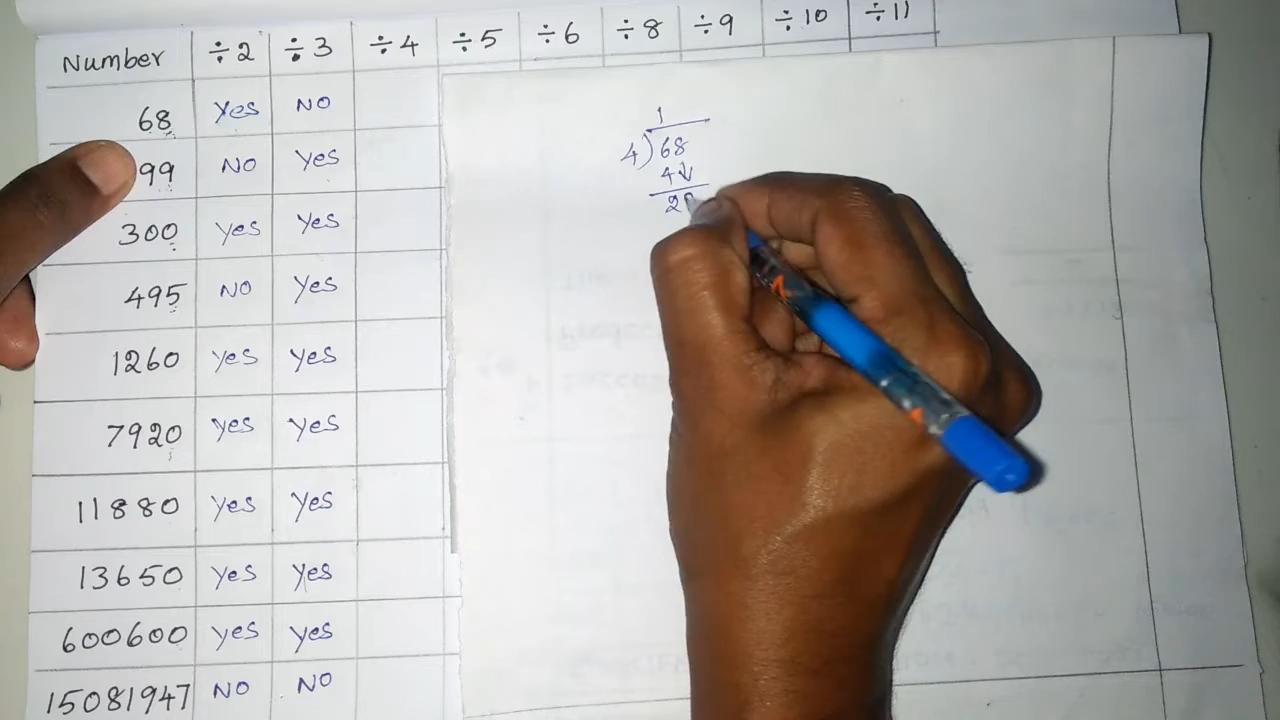 Number ÷2 ÷3 ÷4 ÷5 ÷6 ÷8 ÷9 ÷10 ÷11
68 Yes NO
99 NO Yes
300 Yes Yes
495 NO Yes
1260 Yes Yes
7920 Yes Yes
11880 Yes Yes
13650 Yes Yes
600600 Yes Yes
15081947 NO NO
1
4)68
4↓
2